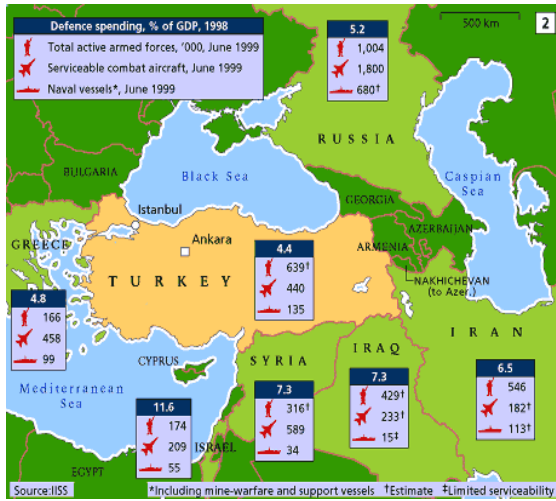 Defence spending, % of GDP, 1998
Total active armed forces, '000, June 1999
Serviceable combat aircraft, June 1999
Naval vessels*, June 1999
500 km
2
5.2
1,004
1,800
680†
RUSSIA
BULGARIA
Black Sea
Caspian
Sea
Istanbul
GEORGIA
AZERBAIJAN
ARMENIA
NAKHICHEVAN
(to Azer.)
GREECE
Ankara
TURKEY
4.4
639†
440
135
4.8
166
458
99
CYPRUS
SYRIA
IRAQ
IRAN
Mediterranean
Sea
11.6
174
209
55
ISRAEL
7.3
316†
589
34
7.3
429†
233†
15‡
6.5
546
182†
113†
EGYPT
Source:IISS
*Including mine-warfare and support vessels †Estimate ‡Limited serviceability